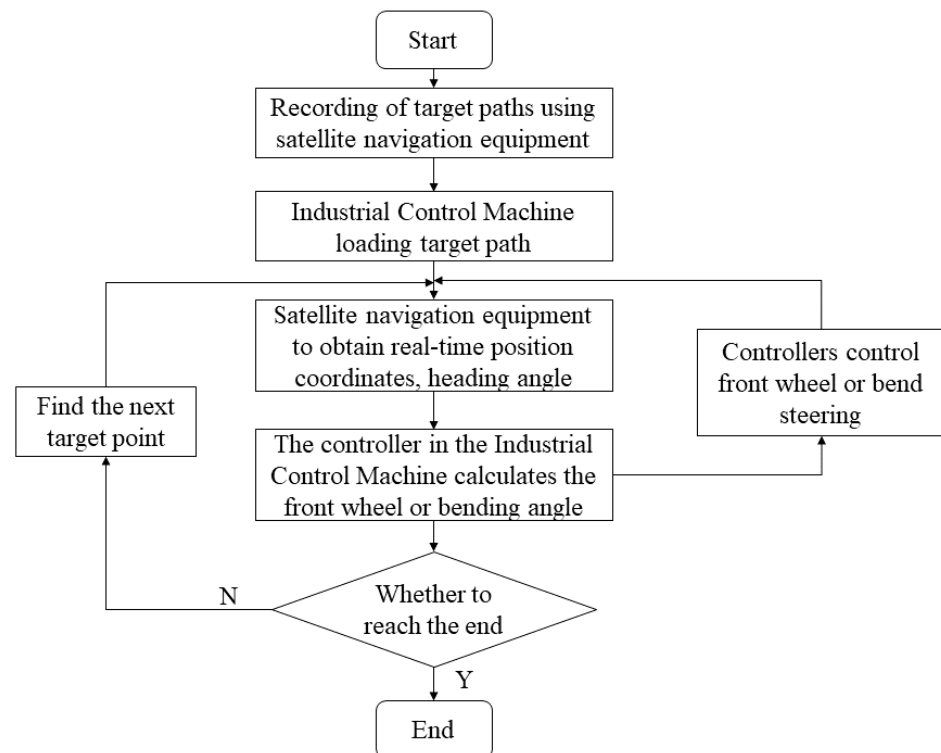 Start
Recording of target paths using
satellite navigation equipment
Industrial Control Machine
loading target path
Satellite navigation equipment
to obtain real-time position
coordinates, heading angle
Controllers control
front wheel or bend
steering
Find the next
target point
The controller in the Industrial
Control Machine calculates the
front wheel or bending angle
N
Whether to
reach the end
Y
End